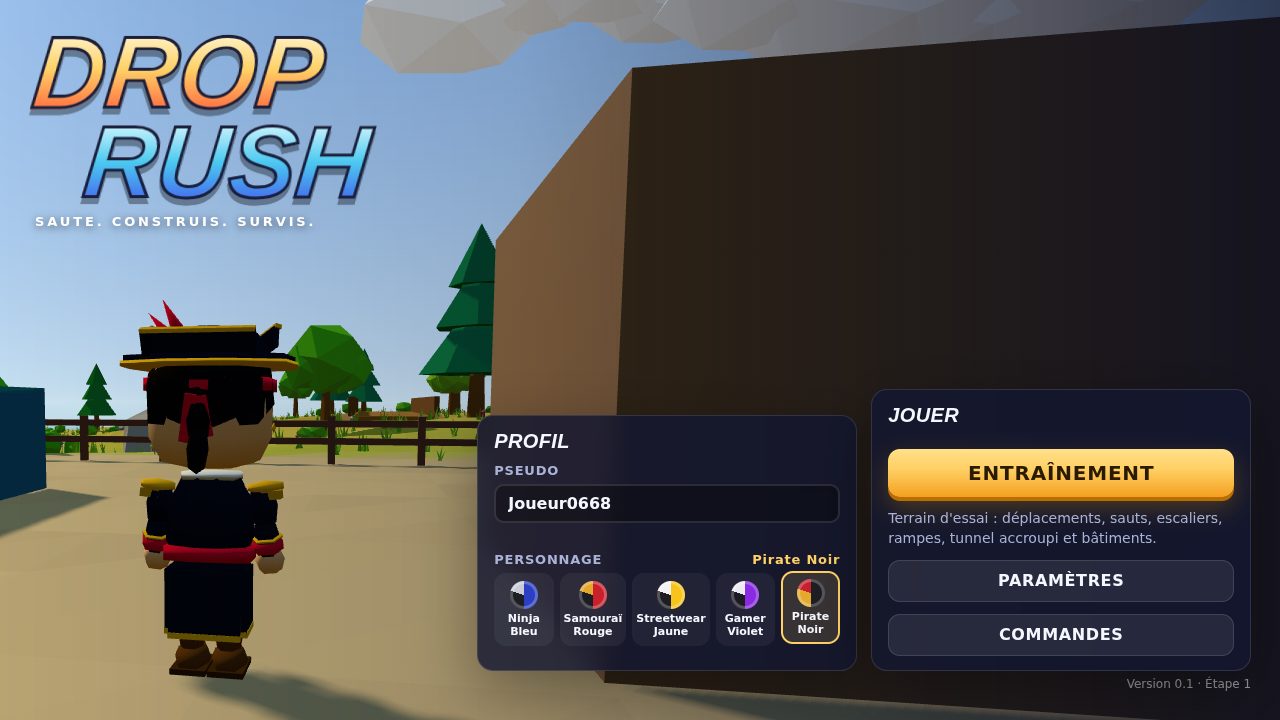 DROP
RUSH
SAUTE. CONSTRUIS. SURVIS.
PROFIL
PSEUDO
Joueur0668
PERSONNAGE
Pirate Noir
Ninja
Bleu
Samouraï
Rouge
Streetwear
Jaune
Gamer
Violet
Pirate
Noir
JOUER
ENTRAÎNEMENT
Terrain d'essai : déplacements, sauts, escaliers,
rampes, tunnel accroupi et bâtiments.
PARAMÈTRES
COMMANDES
Version 0.1 · Étape 1